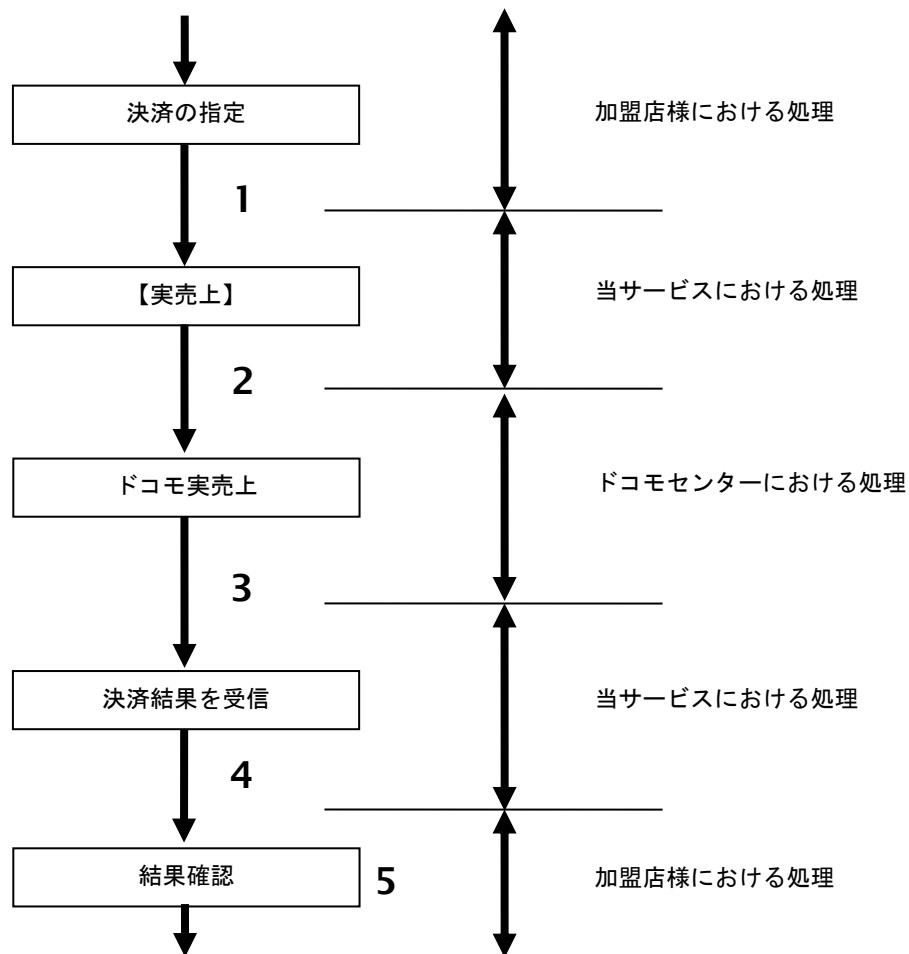 決済の指定
加盟店様における処理
1
【実売上】
当サービスにおける処理
2
ドコモ実売上
ドコモセンターにおける処理
3
決済結果を受信
当サービスにおける処理
4
結果確認
5
加盟店様における処理